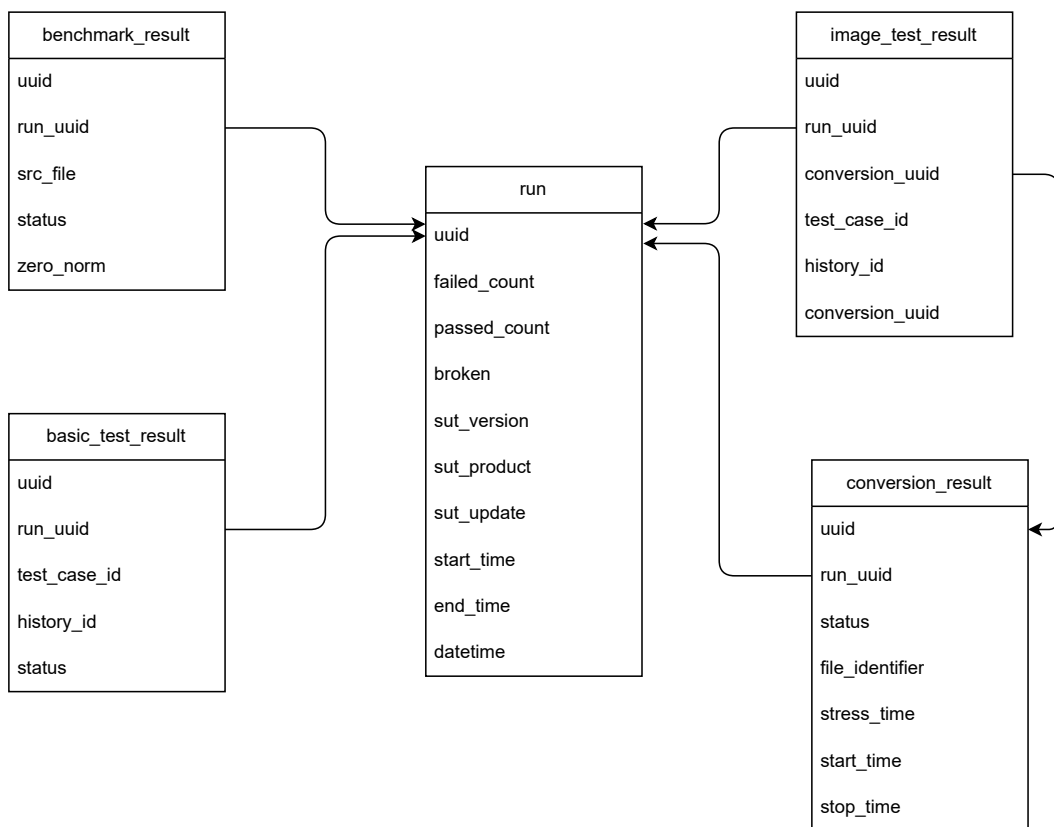 benchmark_result
uuid
run_uuid
src_file
status
zero_norm
basic_test_result
uuid
run_uuid
test_case_id
history_id
status
run
uuid
failed_count
passed_count
broken
sut_version
sut_product
sut_update
start_time
end_time
datetime
image_test_result
uuid
run_uuid
conversion_uuid
test_case_id
history_id
conversion_uuid
conversion_result
uuid
run_uuid
status
file_identifier
stress_time
start_time
stop_time